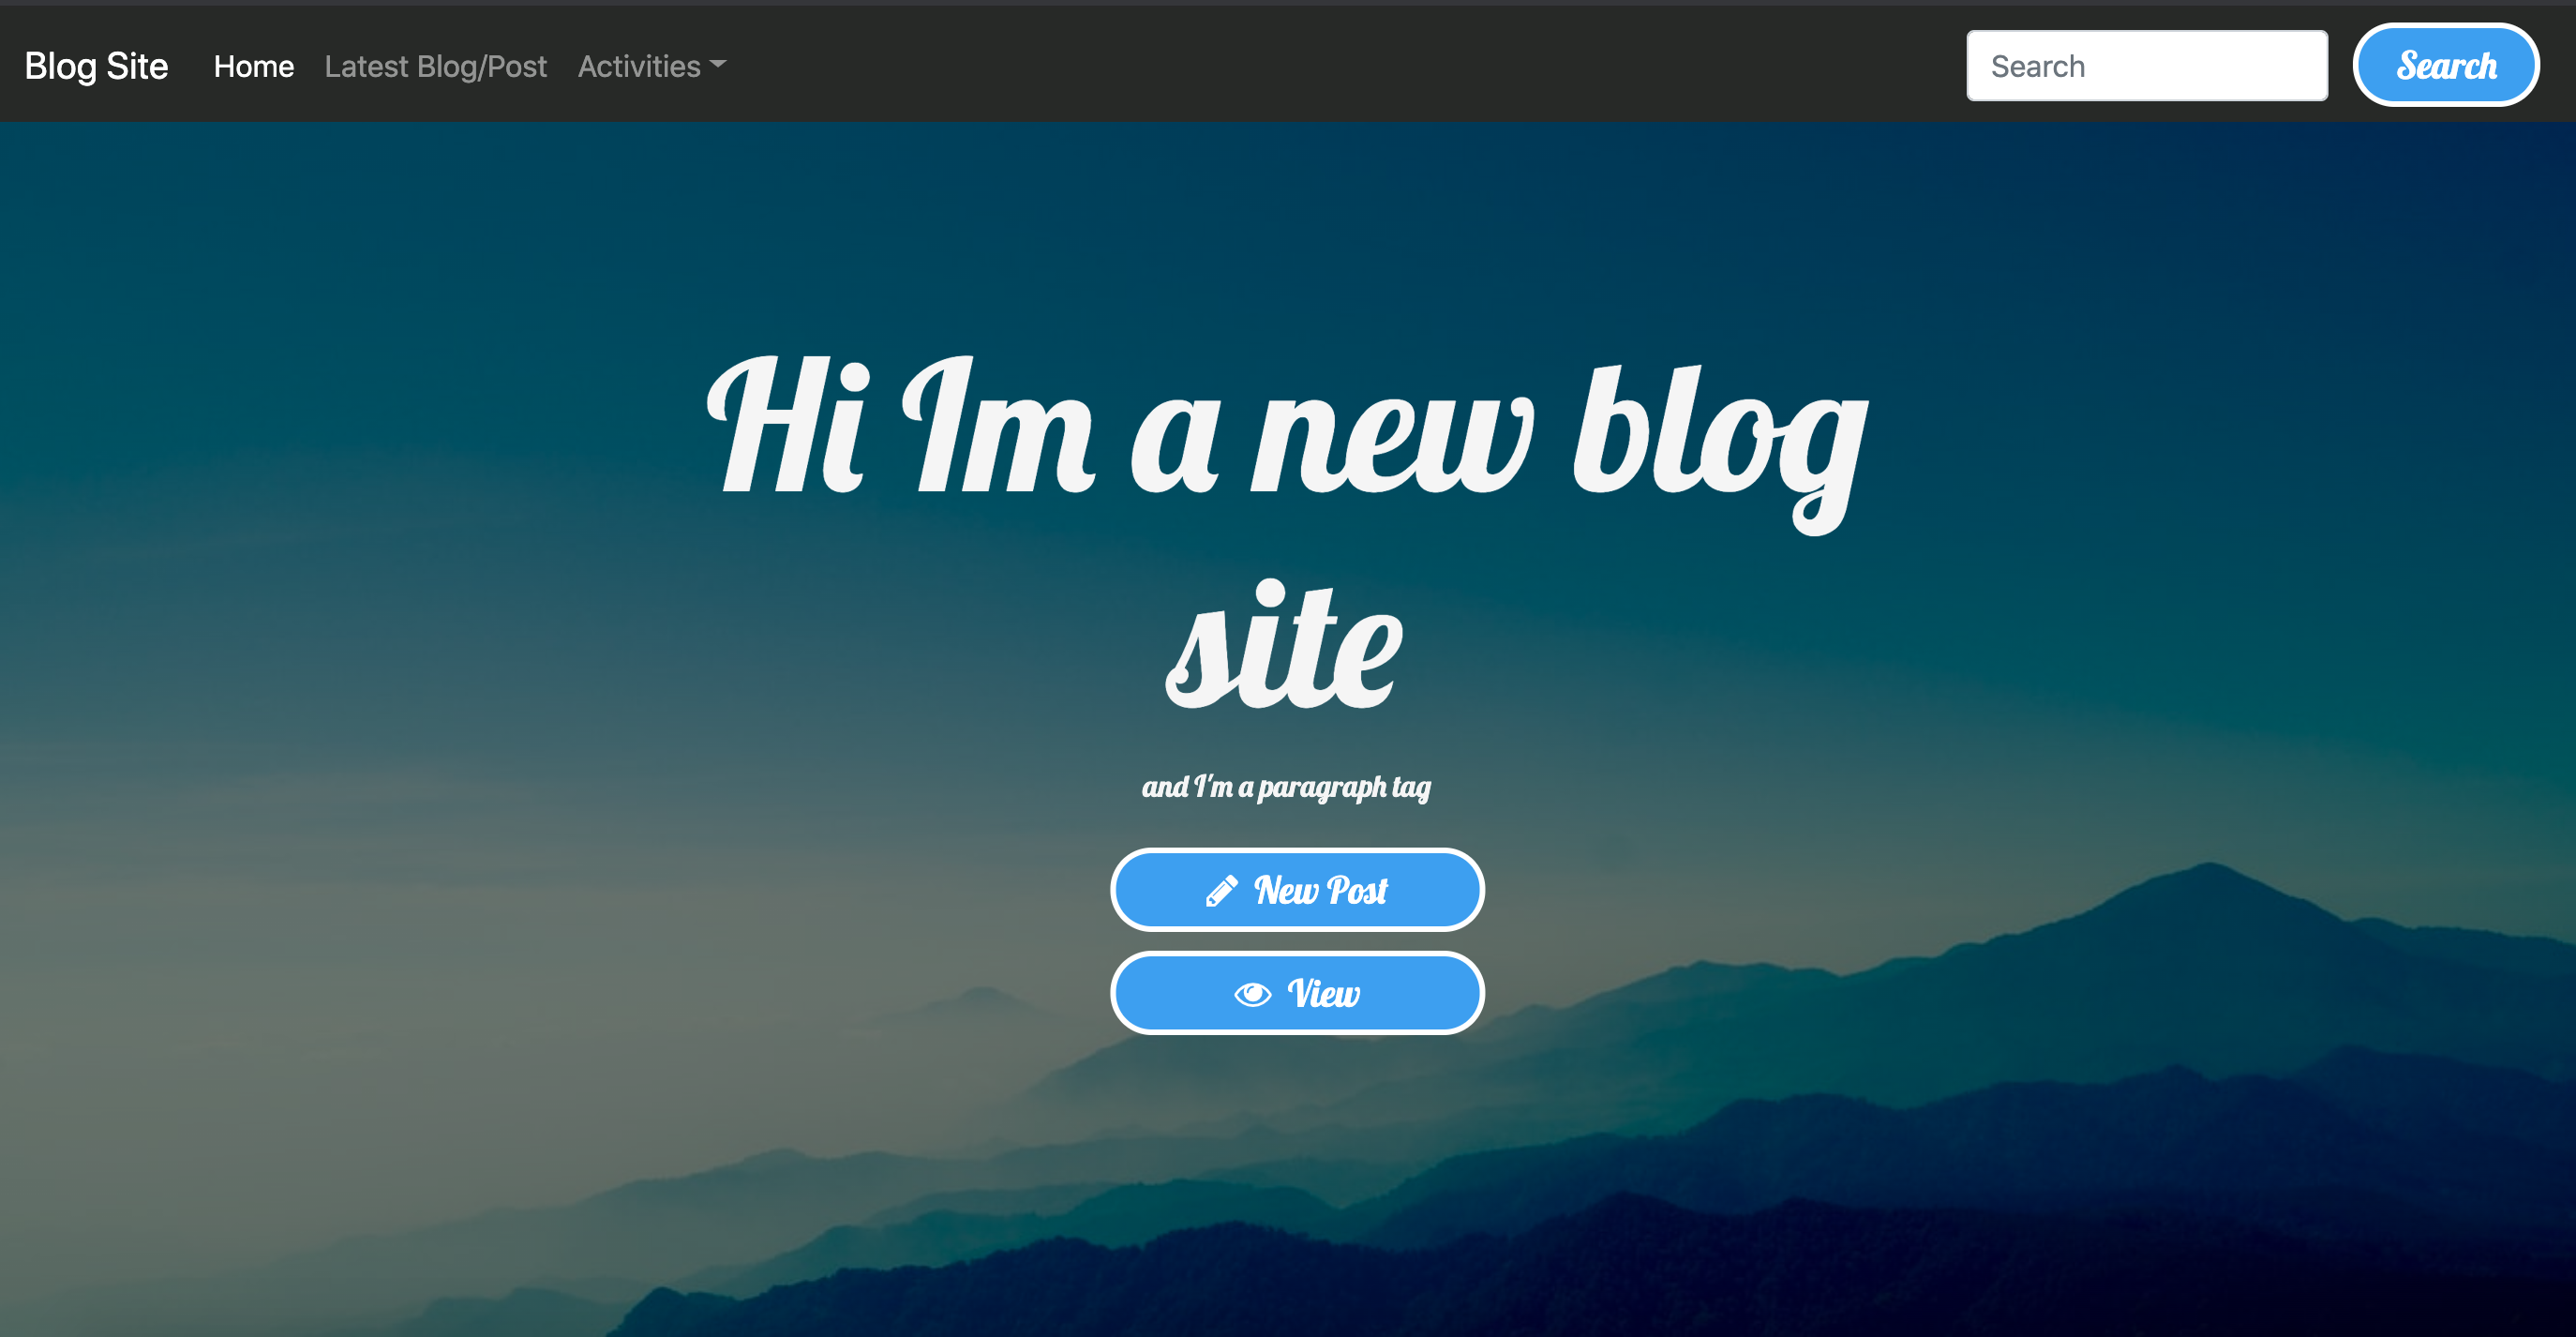 Blog Site Home Latest Blog/Post Activities Search Search
Hi Im a new blog
site
and I'm a paragraph tag
New Post
View